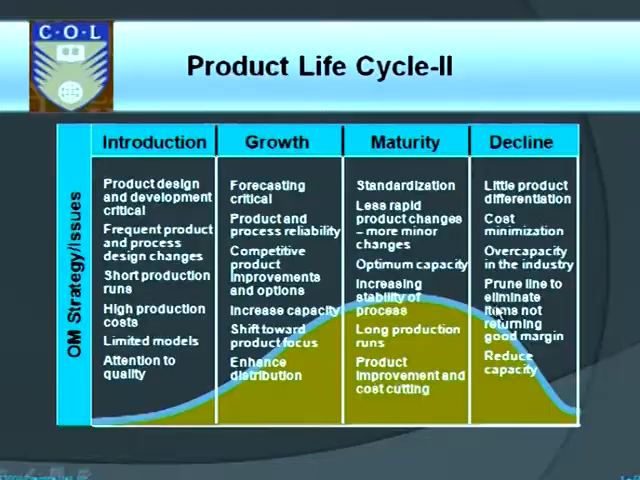 C·O·L
Product Life Cycle-II
Introduction
Growth
Maturity
Decline
OM Strategy/Issues
Product design
and development
critical
Frequent product
and process
design changes
Short production
runs
High production
costs
Limited models
Attention to
quality
Forecasting
critical
Product and
process reliability
Competitive
product
improvements
and options
Increase capacity
Shift toward
product focus
Enhance
distribution
Standardization
Less rapid
product changes
– more minor
changes
Optimum capacity
Increasing
stability of
process
Long production
runs
Product
improvement and
cost cutting
Little product
differentiation
Cost
minimization
Overcapacity
in the industry
Prune line to
eliminate
items not
returning
good margin
Reduce
capacity